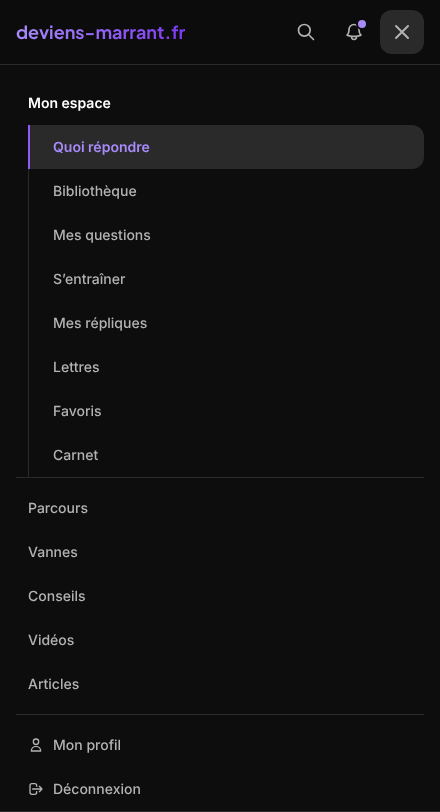 deviens-marrant.fr
Mon espace
Quoi répondre
Bibliothèque
Mes questions
S’entraîner
Mes répliques
Lettres
Favoris
Carnet
Parcours
Vannes
Conseils
Vidéos
Articles
Mon profil
Déconnexion